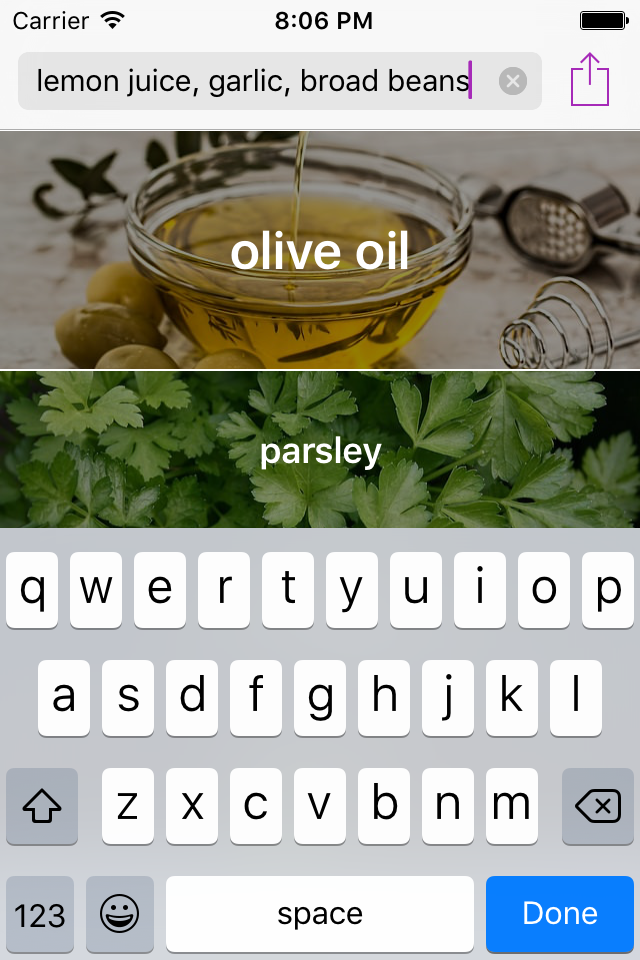 Carrier 8:06 PM
lemon juice, garlic, broad beans
olive oil
parsley
q w e r t y u i o p
a s d f g h j k l
z x c v b n m
123 space Done